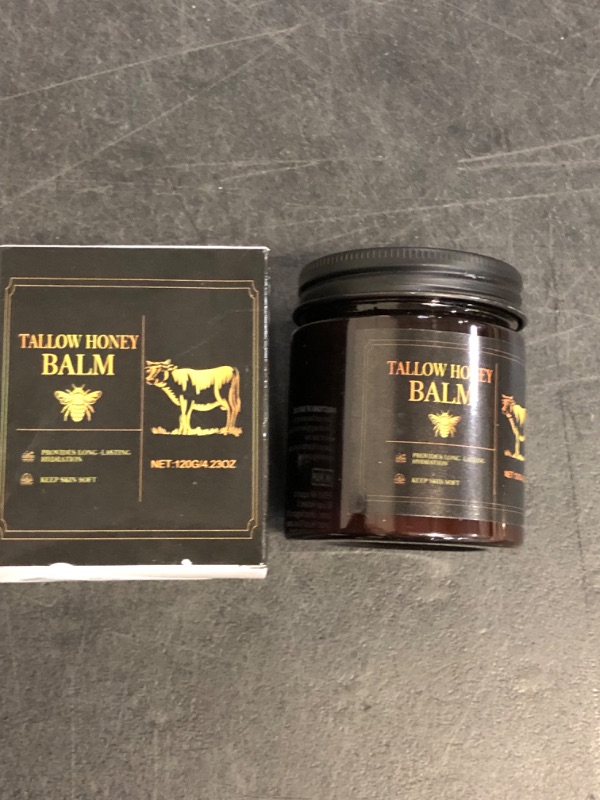 TALLOW HONEY
BALM
PROVIDES LONG-LASTING
HYDRATION
KEEP SKIN SOFT
NET:120G/4.23OZ
TALLOW HONEY
BALM
PROVIDES LONG-LASTING
HYDRATION
KEEP SKIN SOFT